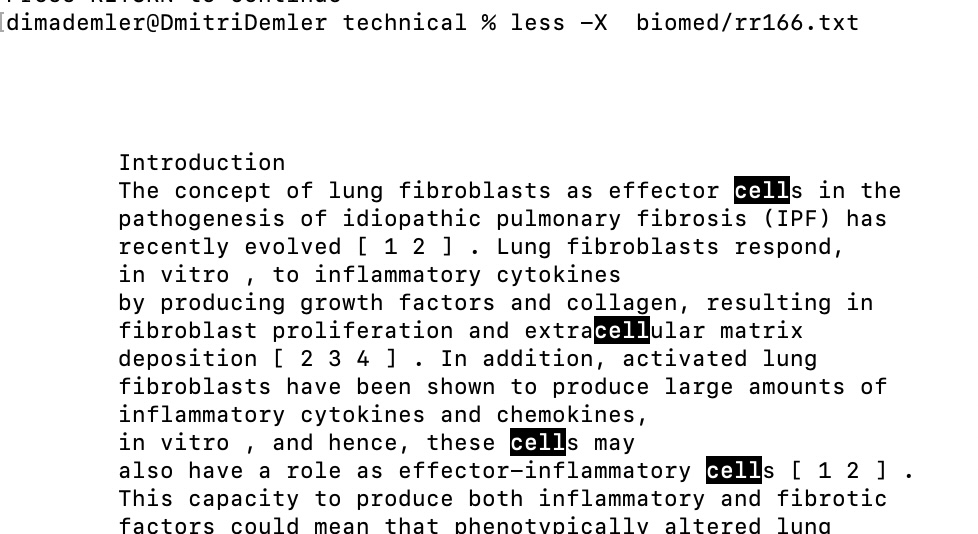 Press RETURN to continue
[dimademler@DmitriDemler technical % less -X  biomed/rr166.txt
Introduction
The concept of lung fibroblasts as effector cells in the
pathogenesis of idiopathic pulmonary fibrosis (IPF) has
recently evolved [ 1 2 ] . Lung fibroblasts respond,
in vitro , to inflammatory cytokines
by producing growth factors and collagen, resulting in
fibroblast proliferation and extracellular matrix
deposition [ 2 3 4 ] . In addition, activated lung
fibroblasts have been shown to produce large amounts of
inflammatory cytokines and chemokines,
in vitro , and hence, these cells may
also have a role as effector-inflammatory cells [ 1 2 ] .
This capacity to produce both inflammatory and fibrotic
factors could mean that phenotypically altered lung